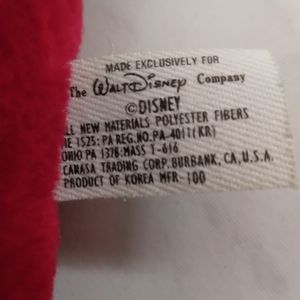 MADE EXCLUSIVELY FOR
The WALT DISNEY Company
©DISNEY
LL NEW MATERIALS POLYESTER FIBERS
ME 1525: PA REG.NO.PA-4011(KR)
OHIO PA 1378:MASS T-616
CANASA TRADING CORP.BURBANK, CA,U.S.A.
PRODUCT OF KOREA MFR-100